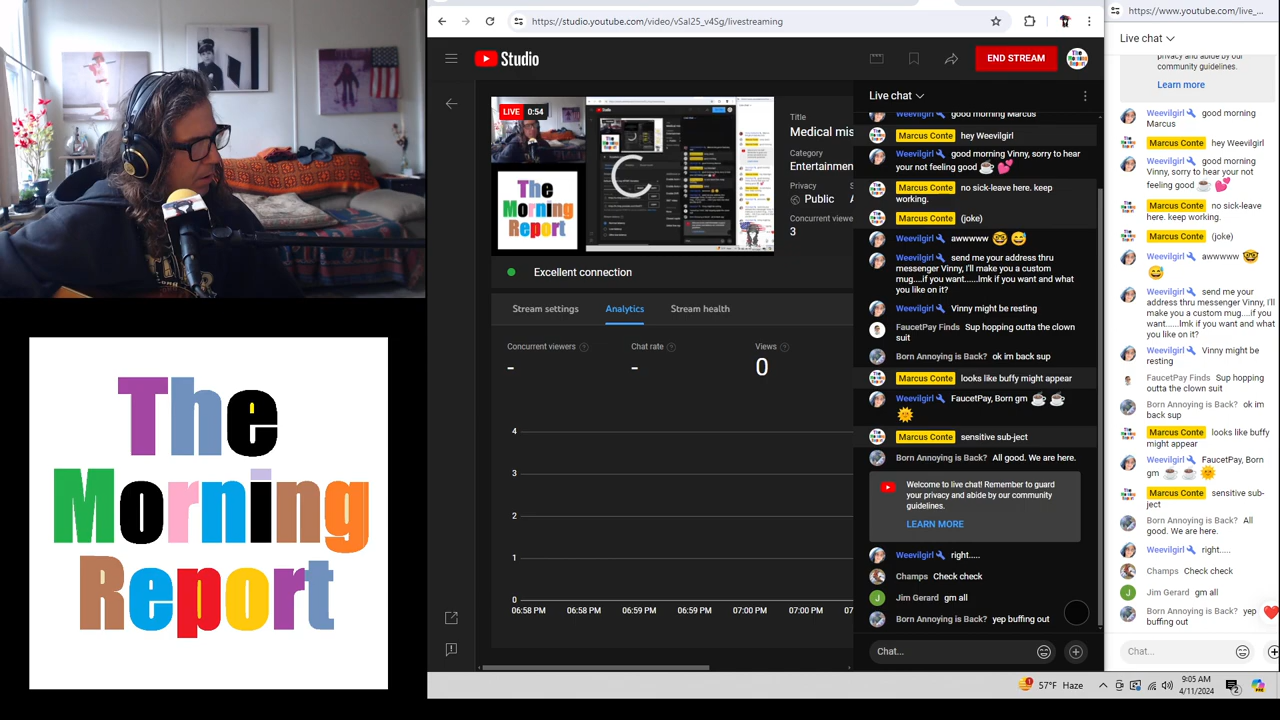 https://studio.youtube.com/video/vSal25_v4Sg/livestreaming
https://www.youtube.com/live_...
Studio
END STREAM
The Morning Report
LIVE 0:54
The
Morning
Report
Title
Medical mis
Category
Entertainmen
Privacy
S
Public
A
Concurrent viewers
3
Excellent connection
Stream settings
Analytics
Stream health
Concurrent viewers
Chat rate
Views
-
-
0
4
3
2
1
0
06:58 PM
06:58 PM
06:59 PM
06:59 PM
07:00 PM
07:00 PM
07
Live chat
Weevilgirl good morning Marcus
Marcus Conte hey Weevilgirl
Weevilgirl good morning Vinny, sorry to hear
your not feeling good ☕ 💕
Marcus Conte no sick-leave here. keep
working.
Marcus Conte (joke)
Weevilgirl awwwww 🤓 😅
Weevilgirl send me your address thru
messenger Vinny, I'll make you a custom
mug....if you want......lmk if you want and what
you like on it?
Weevilgirl Vinny might be resting
FaucetPay Finds Sup hopping outta the clown
suit
Born Annoying is Back? ok im back sup
Marcus Conte looks like buffy might appear
Weevilgirl FaucetPay, Born gm ☕ ☕
🌞
Marcus Conte sensitive sub-ject
Born Annoying is Back? All good. We are here.
Welcome to live chat! Remember to guard
your privacy and abide by our community
guidelines.
LEARN MORE
Weevilgirl right.....
Champs Check check
J
Jim Gerard gm all
Born Annoying is Back? yep buffing out
Chat...
Live chat
privacy and abide by our
community guidelines.
Learn more
Weevilgirl good morning
Marcus
Marcus Conte hey Weevilgirl
Weevilgirl good morning
Vinny, sorry to hear your not
feeling good ☕ 💕
Marcus Conte no sick-leave
here. keep working.
Marcus Conte (joke)
Weevilgirl awwwww 🤓
😅
Weevilgirl send me your
address thru messenger Vinny, I'll
make you a custom mug....if you
want......lmk if you want and what
you like on it?
Weevilgirl Vinny might be
resting
FaucetPay Finds Sup hopping
outta the clown suit
Born Annoying is Back? ok im
back sup
Marcus Conte looks like buffy
might appear
Weevilgirl FaucetPay, Born
gm ☕ ☕ 🌞
Marcus Conte sensitive sub-
ject
Born Annoying is Back? All
good. We are here.
Weevilgirl right.....
Champs Check check
J
Jim Gerard gm all
Born Annoying is Back? yep
buffing out
Chat...
The
Morning
Report
1
57°F Haze
9:05 AM
4/11/2024
2